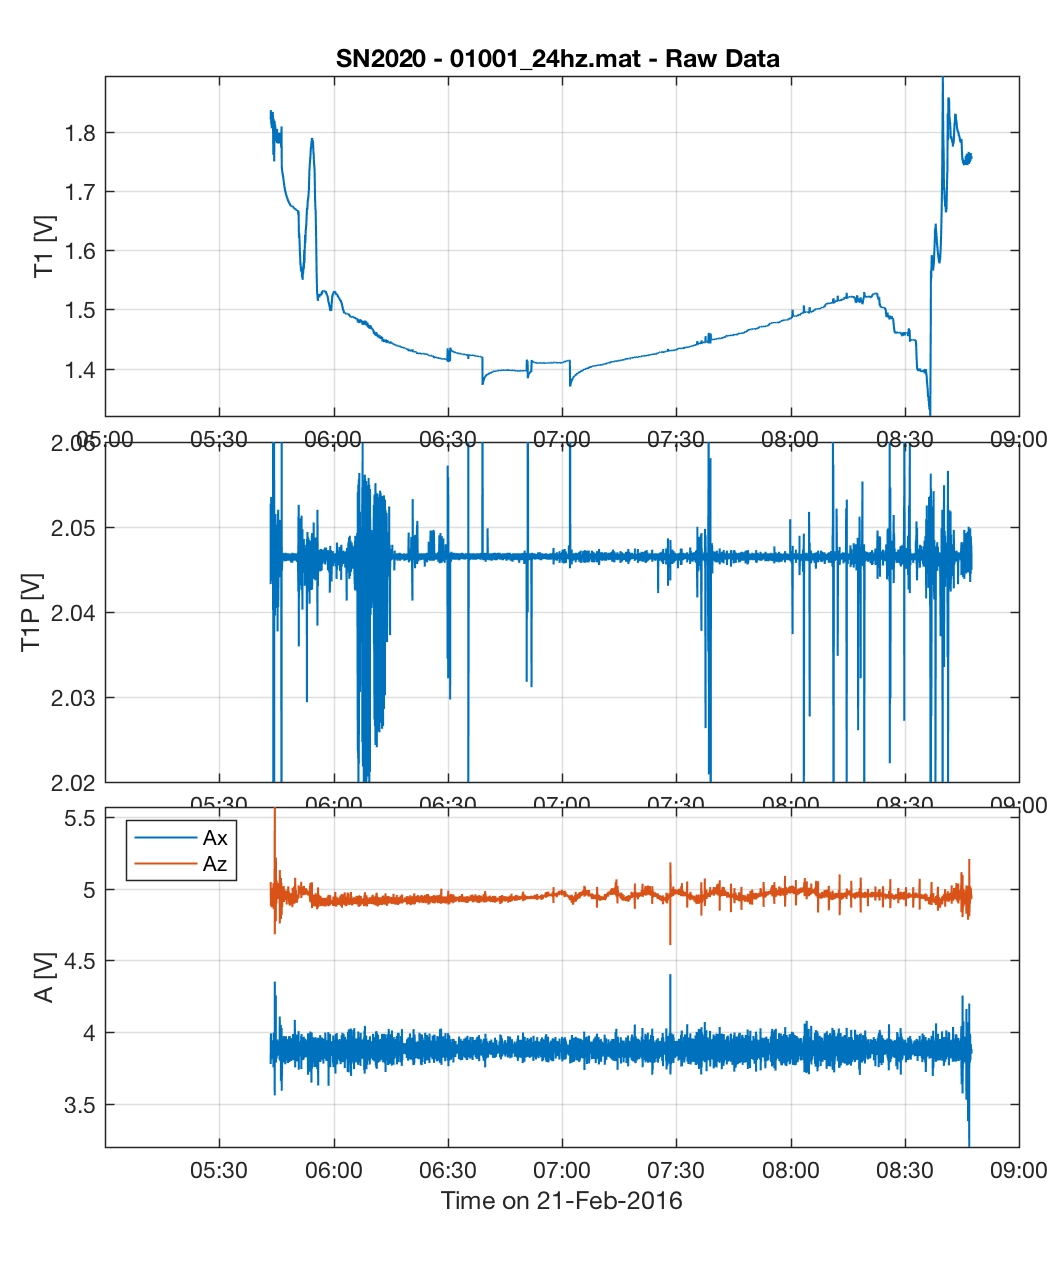 SN2020 - 01001_24hz.mat - Raw Data
T1 [V]
1.8
1.7
1.6
1.5
1.4
05:00 05:30 06:00 06:30 07:00 07:30 08:00 08:30 09:00
T1P [V]
2.06
2.05
2.04
2.03
2.02
05:30 06:00 06:30 07:00 07:30 08:00 08:30 09:00
A [V]
5.5
5
4.5
4
3.5
Ax
Az
05:30 06:00 06:30 07:00 07:30 08:00 08:30 09:00
Time on 21-Feb-2016